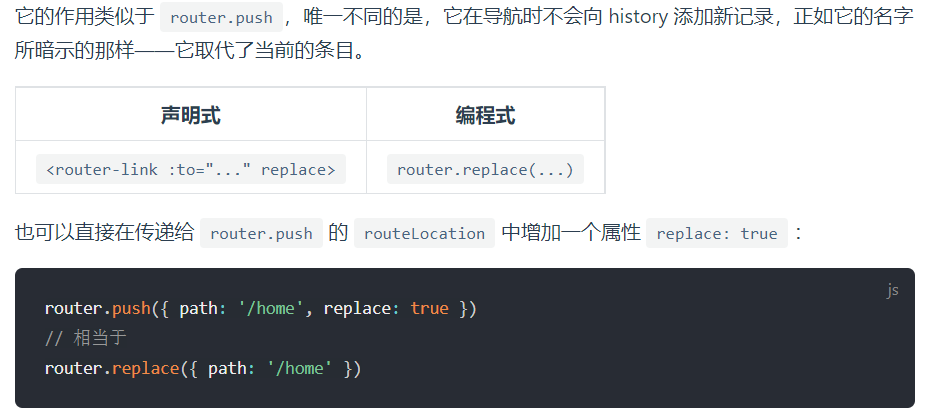 它的作用类似于 router.push，唯一不同的是，它在导航时不会向 history 添加新记录，正如它的名字
所暗示的那样——它取代了当前的条目。
声明式 编程式
<router-link :to="..." replace> router.replace(...)
也可以直接在传递给 router.push 的 routeLocation 中增加一个属性 replace: true ：
js
router.push({ path: '/home', replace: true })
// 相当于
router.replace({ path: '/home' })